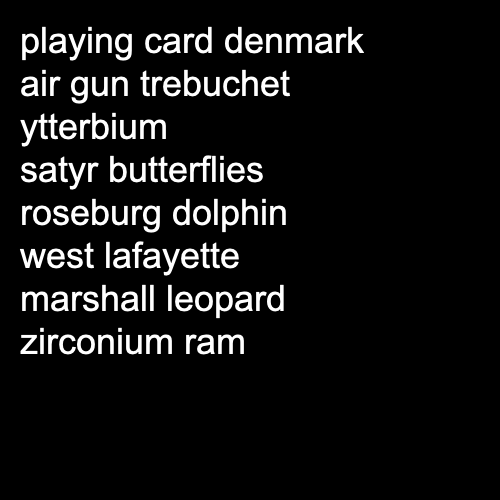 playing card denmark
air gun trebuchet
ytterbium
satyr butterflies
roseburg dolphin
west lafayette
marshall leopard
zirconium ram